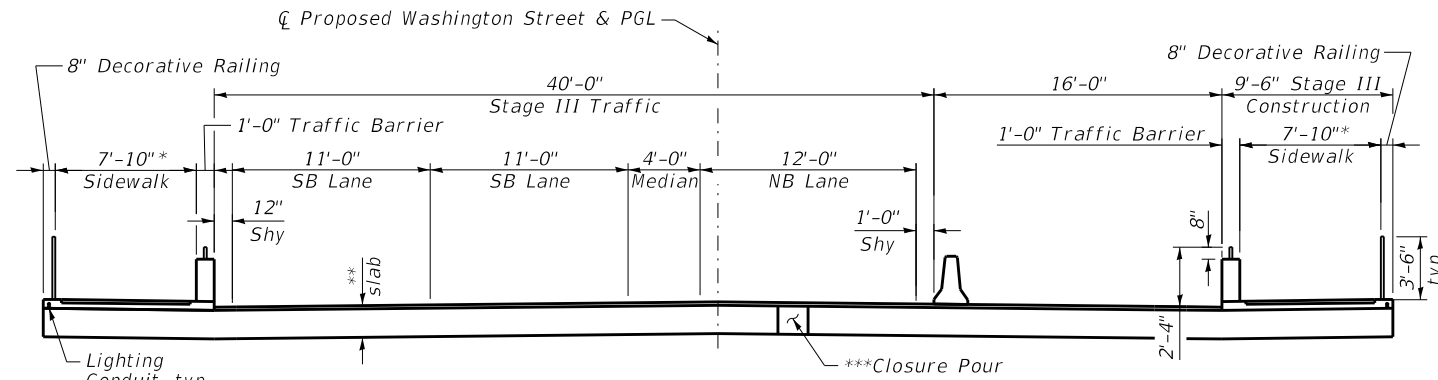 ℄ Proposed Washington Street & PGL
8" Decorative Railing
8" Decorative Railing
40'-0"
Stage III Traffic
16'-0"
9'-6" Stage III
Construction
1'-0" Traffic Barrier
1'-0" Traffic Barrier
7'-10"*
Sidewalk
11'-0"
SB Lane
11'-0"
SB Lane
4'-0"
Median
12'-0"
NB Lane
7'-10"*
Sidewalk
12"
Shy
1'-0"
Shy
8"
**
slab
3'-6"
typ
2'-4"
Lighting
Conduit, typ
***Closure Pour